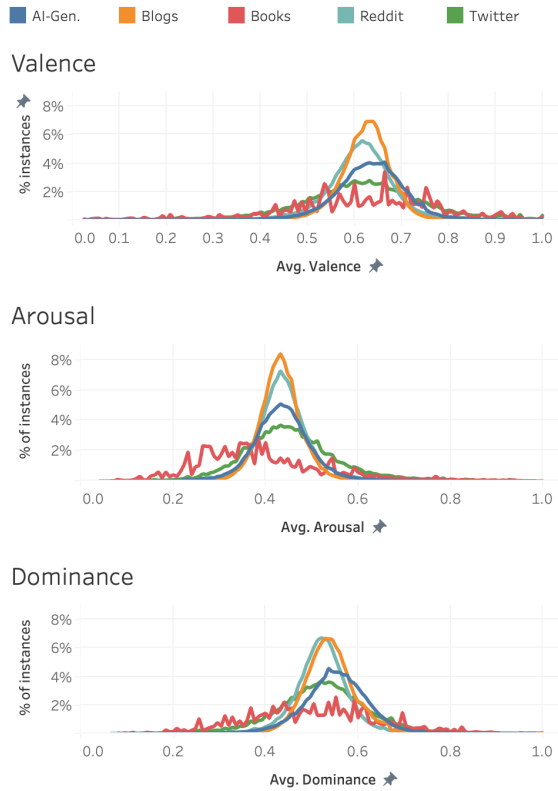 AI-Gen. Blogs Books Reddit Twitter
Valence
% instances
8%
6%
4%
2%
0.0 0.1 0.2 0.3 0.4 0.5 0.6 0.7 0.8 0.9 1.0
Avg. Valence
Arousal
% of instances
8%
6%
4%
2%
0.0 0.2 0.4 0.6 0.8 1.0
Avg. Arousal
Dominance
% of instances
8%
6%
4%
2%
0.0 0.2 0.4 0.6 0.8 1.0
Avg. Dominance